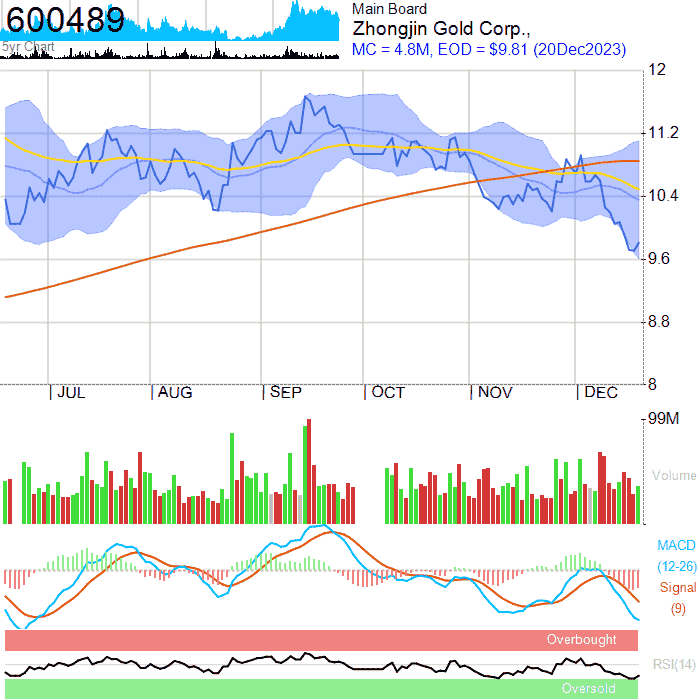 600489
5yr Chart
Main Board
Zhongjin Gold Corp.,
MC = 4.8M, EOD = $9.81 (20Dec2023)
12
11.2
10.4
9.6
8.8
8
JUL AUG SEP OCT NOV DEC
99M
Volume
MACD
(12-26)
Signal
(9)
Overbought
RSI(14)
Oversold